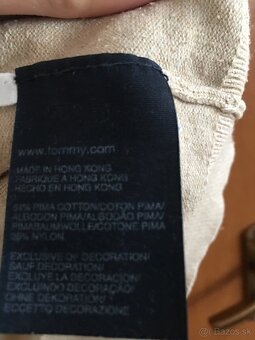 www.tommy.com
MADE IN HONG KONG
FABRIQUE A HONG KONG
HECHO EN HONG KONG
PIMA COTTON/COTON PIMA/
ALGODON PIMA/ALGODÃO PIMA/
PIMABAUMWOLLE/COTONE PIMA
NYLON.
EXCLUSIVE OF DECORATION/
SAUF DECORATION/
EXCLUYE LA DECORACION/
EXCLUINDO DECORAÇÃO/
OHNE DEKORATION/
ECCETTO DECORAZIONE
Bazos.sk